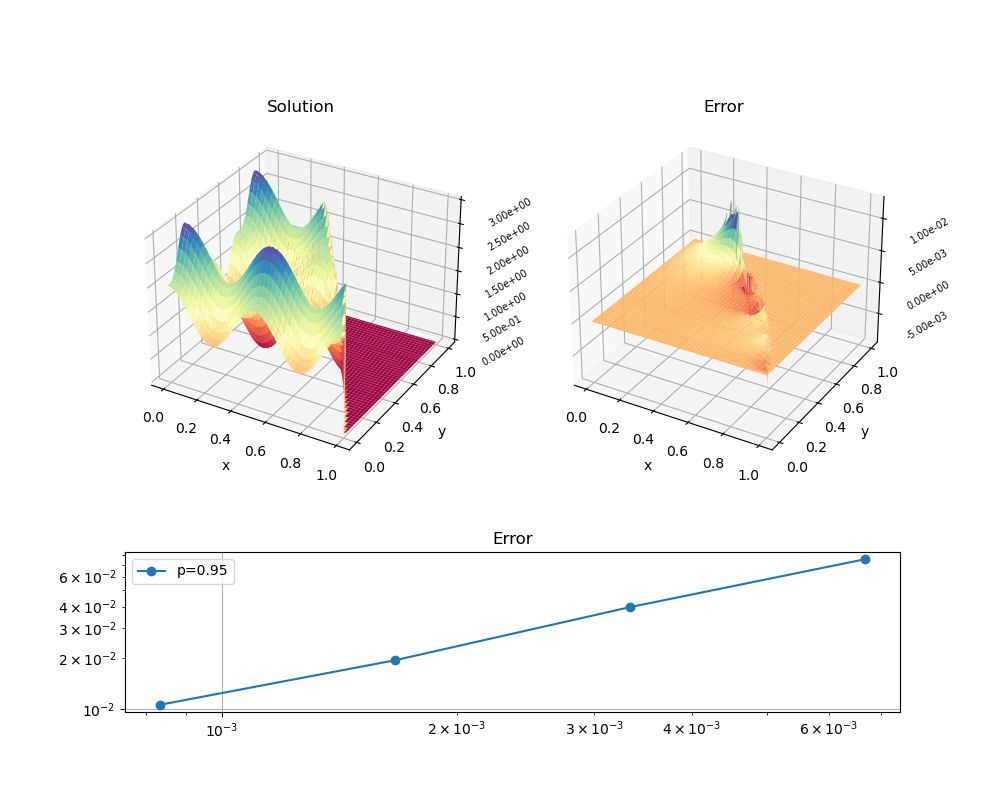 Solution
Error
3.00e+00
2.50e+00
2.00e+00
1.50e+00
1.00e+00
5.00e-01
0.00e+00
1.0
0.8
0.6
0.4
0.2
0.0
y
0.0
0.2
0.4
0.6
0.8
1.0
x
1.00e-02
5.00e-03
0.00e+00
-5.00e-03
1.0
0.8
0.6
0.4
0.2
0.0
y
0.0
0.2
0.4
0.6
0.8
1.0
x
Error
p=0.95
6 × 10⁻²
4 × 10⁻²
3 × 10⁻²
2 × 10⁻²
10⁻²
10⁻³
2 × 10⁻³
3 × 10⁻³
4 × 10⁻³
6 × 10⁻³